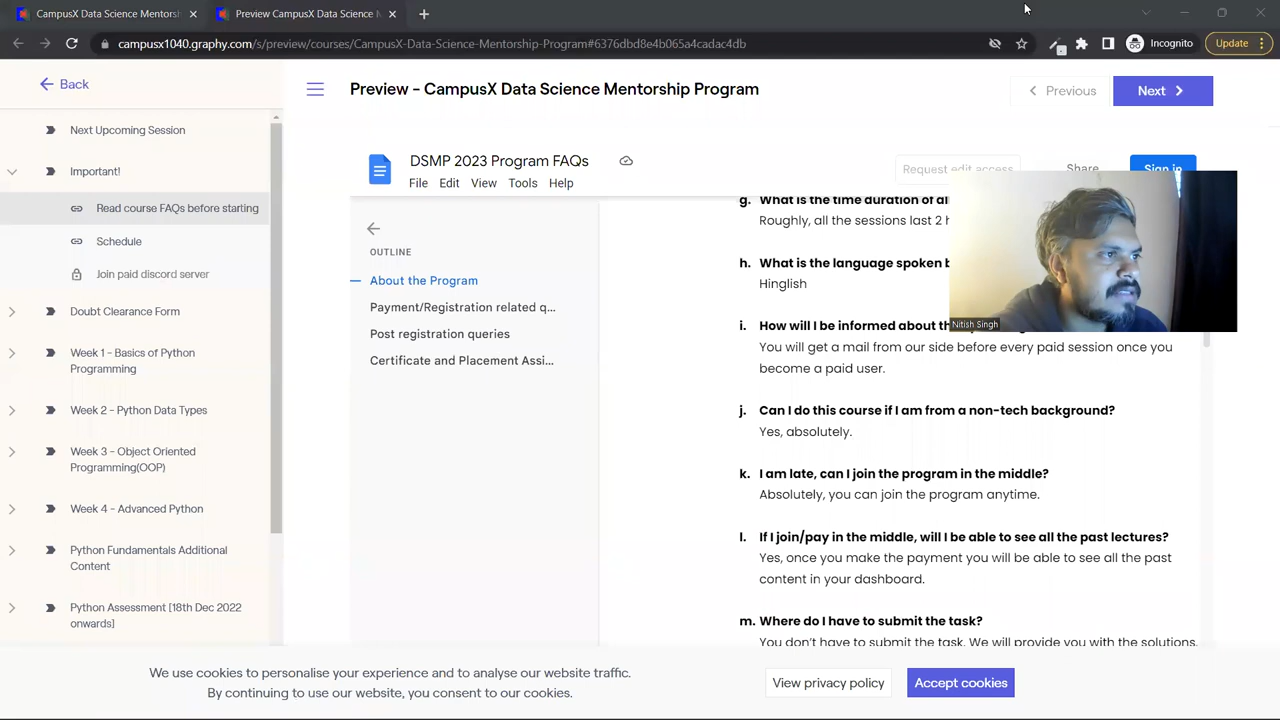 CampusX Data Science Mentorsh
Preview CampusX Data Science
campusx1040.graphy.com/s/preview/courses/CampusX-Data-Science-Mentorship-Program#6376dbd8e4b065a4cadac4db
Incognito
Update
Back
Next Upcoming Session
Important!
Read course FAQs before starting
Schedule
Join paid discord server
Doubt Clearance Form
Week 1 - Basics of Python
Programming
Week 2 - Python Data Types
Week 3 - Object Oriented
Programming(OOP)
Week 4 - Advanced Python
Python Fundamentals Additional
Content
Python Assessment [18th Dec 2022
onwards]
Preview - CampusX Data Science Mentorship Program
Previous
Next
DSMP 2023 Program FAQs
File Edit View Tools Help
Request edit access
Share
Sign in
OUTLINE
About the Program
Payment/Registration related q...
Post registration queries
Certificate and Placement Assi...
g. What is the time duration of all
Roughly, all the sessions last 2 h
h. What is the language spoken
Hinglish
i. How will I be informed about
You will get a mail from our side before every paid session once you
become a paid user.
j. Can I do this course if I am from a non-tech background?
Yes, absolutely.
k. I am late, can I join the program in the middle?
Absolutely, you can join the program anytime.
l. If I join/pay in the middle, will I be able to see all the past lectures?
Yes, once you make the payment you will be able to see all the past
content in your dashboard.
m. Where do I have to submit the task?
You don't have to submit the task. We will provide you with the solutions.
Nitish Singh
We use cookies to personalise your experience and to analyse our website traffic.
By continuing to use our website, you consent to our cookies.
View privacy policy
Accept cookies